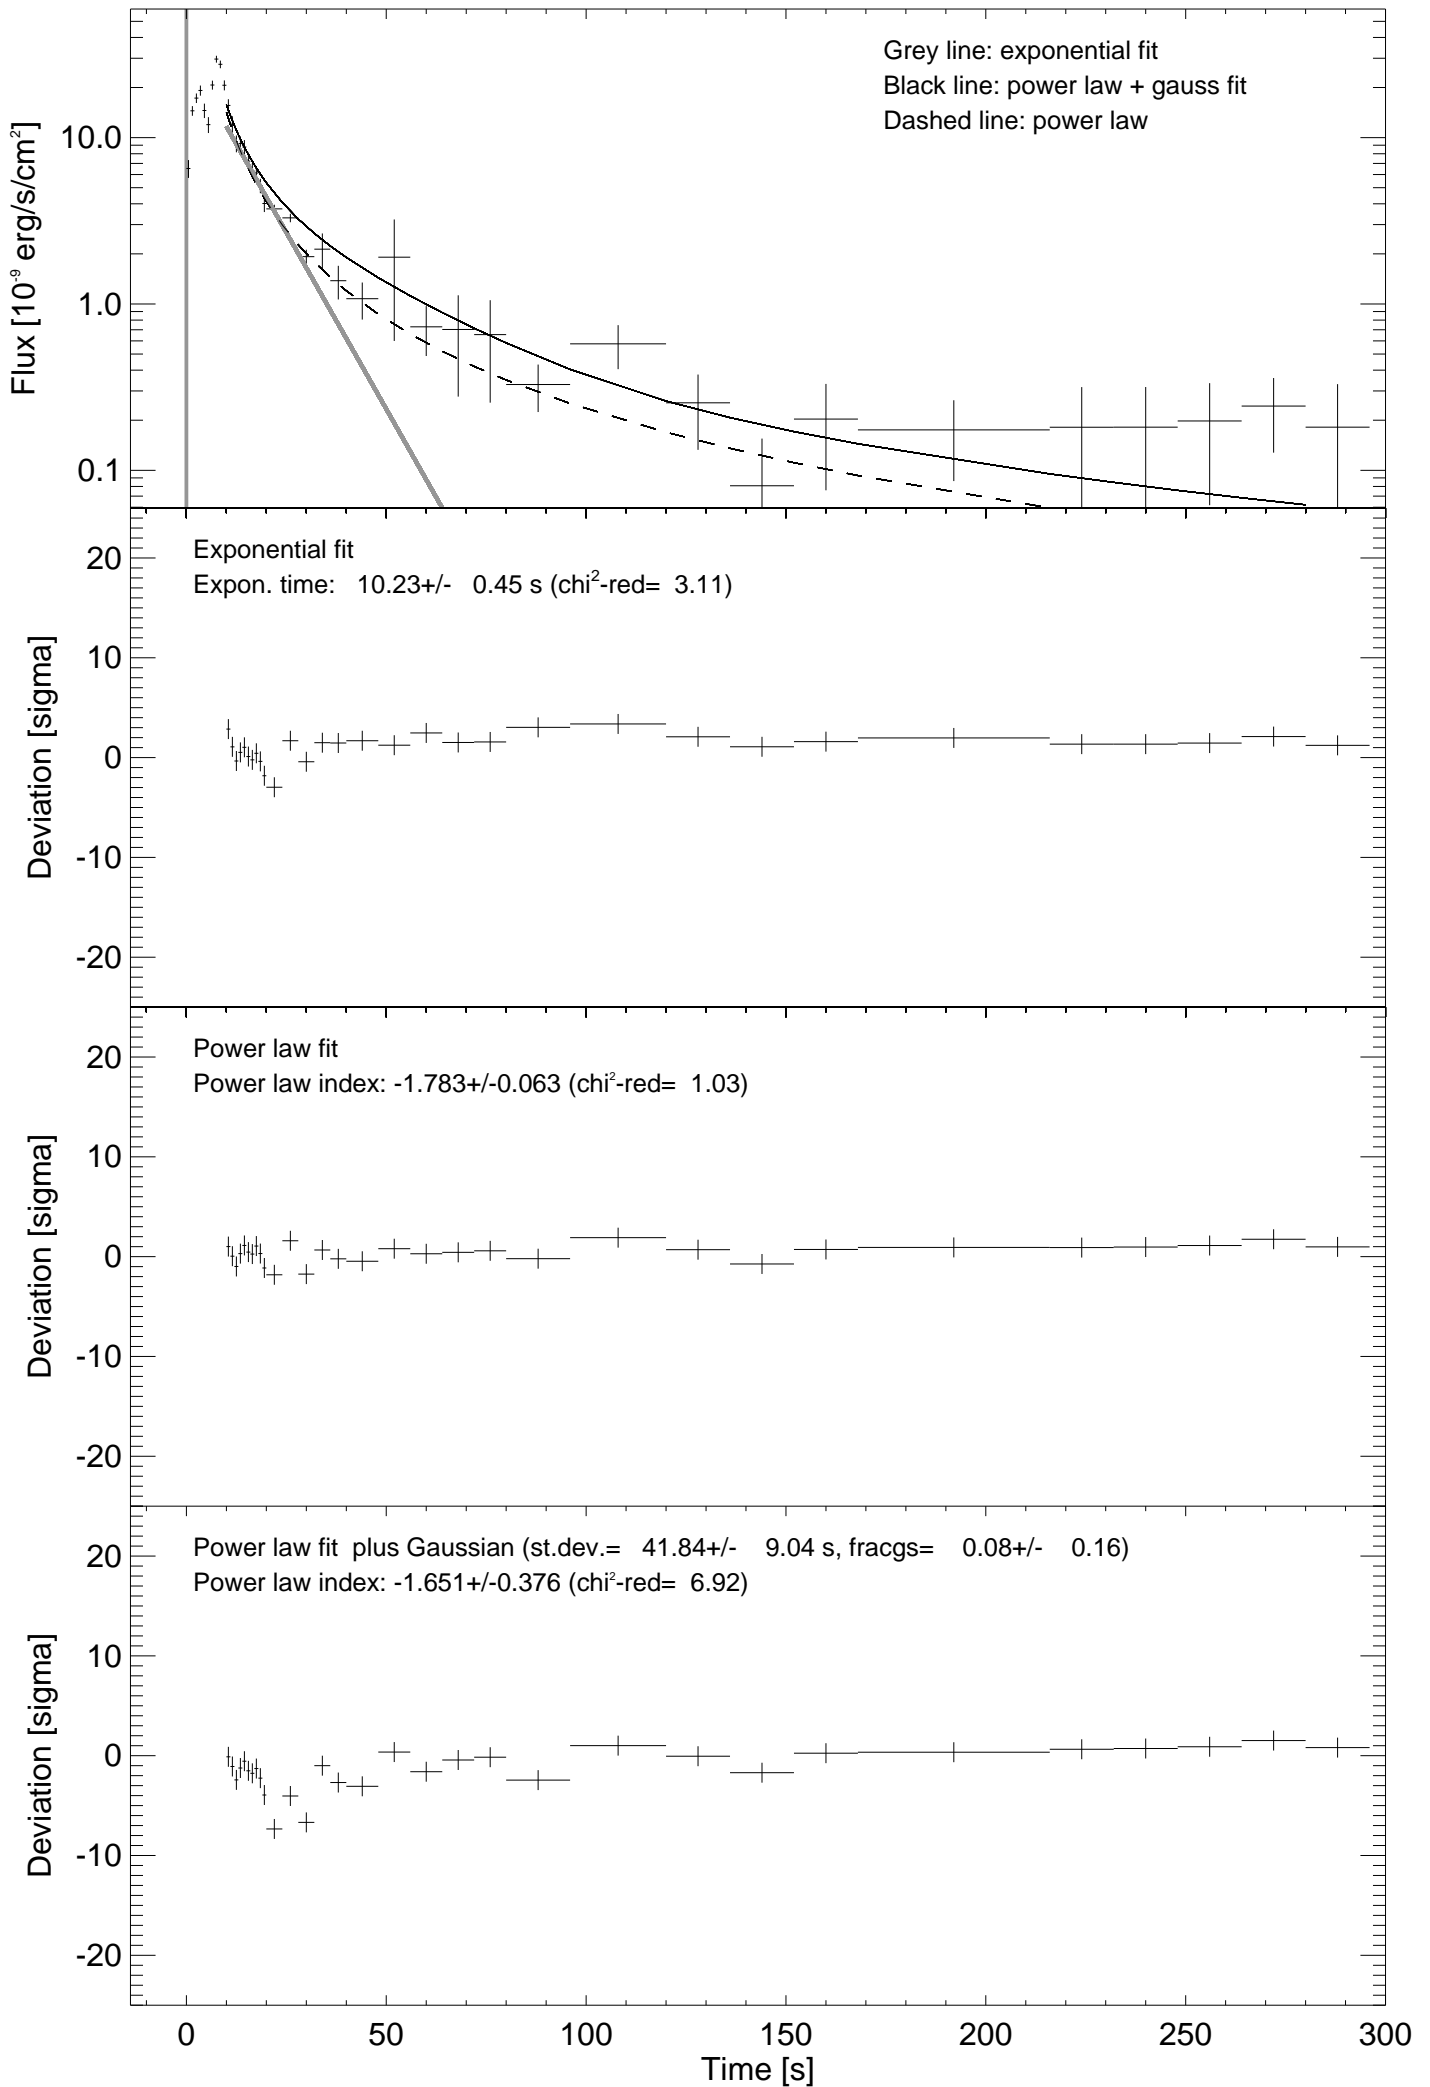 Grey line: exponential fit
Black line: power law + gauss fit
Dashed line: power law
Flux [10⁻⁹ erg/s/cm²]
10.0
1.0
0.1
Exponential fit
Expon. time: 10.23+/- 0.45 s (chi²-red= 3.11)
Deviation [sigma]
20
10
0
-10
-20
Power law fit
Power law index: -1.783+/-0.063 (chi²-red= 1.03)
Deviation [sigma]
20
10
0
-10
-20
Power law fit plus Gaussian (st.dev.= 41.84+/- 9.04 s, fracgs= 0.08+/- 0.16)
Power law index: -1.651+/-0.376 (chi²-red= 6.92)
Deviation [sigma]
20
10
0
-10
-20
0 50 100 150 200 250 300
Time [s]